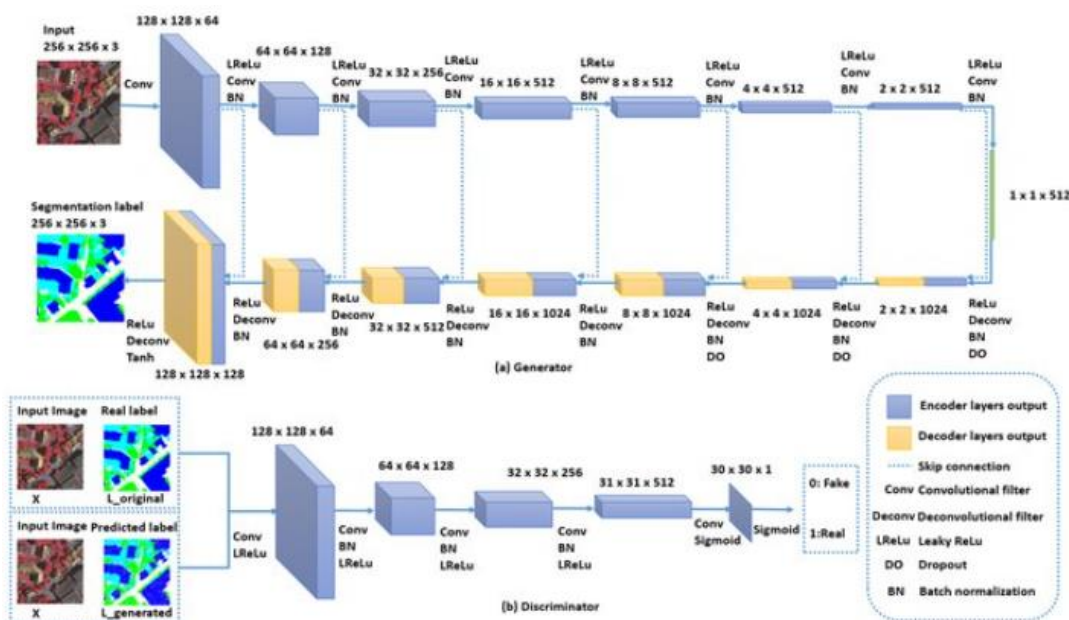 Input
256 x 256 x 3
Conv
128 x 128 x 64
LReLu
Conv
BN
64 x 64 x 128
LReLu
Conv
BN
32 x 32 x 256
LReLu
Conv
BN
16 x 16 x 512
LReLu
Conv
BN
8 x 8 x 512
LReLu
Conv
BN
4 x 4 x 512
LReLu
Conv
BN
2 x 2 x 512
LReLu
Conv
BN
1 x 1 x 512
Segmentation label
256 x 256 x 3
ReLu
Deconv
Tanh
128 x 128 x 128
ReLu
Deconv
BN
64 x 64 x 256
ReLu
Deconv
BN
32 x 32 x 512
ReLu
Deconv
BN
16 x 16 x 1024
ReLu
Deconv
BN
8 x 8 x 1024
ReLu
Deconv
BN
DO
4 x 4 x 1024
ReLu
Deconv
BN
DO
2 x 2 x 1024
ReLu
Deconv
BN
DO
(a) Generator
Input Image Real label
X L_original
Input Image Predicted label
X L_generated
Conv
LReLu
128 x 128 x 64
Conv
BN
LReLu
64 x 64 x 128
Conv
BN
LReLu
32 x 32 x 256
Conv
BN
LReLu
31 x 31 x 512
Conv
Sigmoid
30 x 30 x 1
Sigmoid
0: Fake
1:Real
(b) Discriminator
Encoder layers output
Decoder layers output
Skip connection
Conv Convolutional filter
Deconv Deconvolutional filter
LReLu Leaky ReLu
DO Dropout
BN Batch normalization